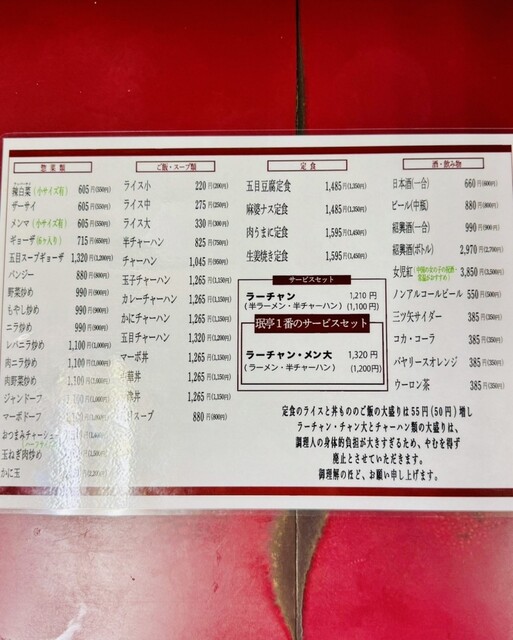 惣菜類
辣白菜(小サイズ有) 605円(550円)
ザーサイ 605円(550円)
メンマ(小サイズ有) 605円(550円)
ギョーザ(6ヶ入り) 715円(650円)
五目スープギョーザ 1,320円(1,200円)
バンジー 880円(800円)
野菜炒め 990円(900円)
もやし炒め 990円(900円)
ニラ炒め 990円(900円)
レバニラ炒め 1,100円(1,000円)
肉ニラ炒め 1,100
肉野菜炒め
ジャンドーフ
マーボドーフ
おつまみチャーシュー
玉ねぎ肉炒め
かに玉
ご飯・スープ類
ライス小 220円(200円)
ライス中 275円(250円)
ライス大 330円(300円)
半チャーハン 825円(750円)
チャーハン 1,045円(950円)
玉子チャーハン 1,265円(1,150円)
カレーチャーハン 1,265円(1,150円)
かにチャーハン 1,265円(1,150円)
五目チャーハン 1,320円(1,200円)
マーボ丼 1,265円(1,150円)
丼 1,265円(1,150円)
丼 1,265円(1,150円)
スープ 880円(800円)
定食
五目豆腐定食 1,485円(1,350円)
麻婆ナス定食 1,485円(1,350円)
肉うまに定食 1,595円(1,450円)
生姜焼き定食 1,595円(1,450円)
サービスセット
ラーチャン 1,210円
(半ラーメン・半チャーハン) (1,100円)
珉亭1番のサービスセット
ラーチャン・メン大 1,320円
(ラーメン・半チャーハン) (1,200円)
酒・飲み物
日本酒(一合) 660円(600円)
ビール(中瓶) 880円(800円)
紹興酒(一合) 990円(900円)
紹興酒(ボトル) 2,970円(2,700円)
女児紅(中国の女の子の祝酒・常温がおすすめ!) 3,850円(3,500円)
ノンアルコールビール 550円(500円)
三ツ矢サイダー 385円(350円)
コカ・コーラ 385円(350円)
バヤリースオレンジ 385円(350円)
ウーロン茶 385円(350円)
定食のライスと丼もののご飯の大盛りは55円(50円)増し
ラーチャン・チャン大とチャーハン類の大盛りは、
調理人の身体的負担が大きすぎるため、やむを得ず
廃止とさせていただきます。
御理解のほど、お願い申し上げます。